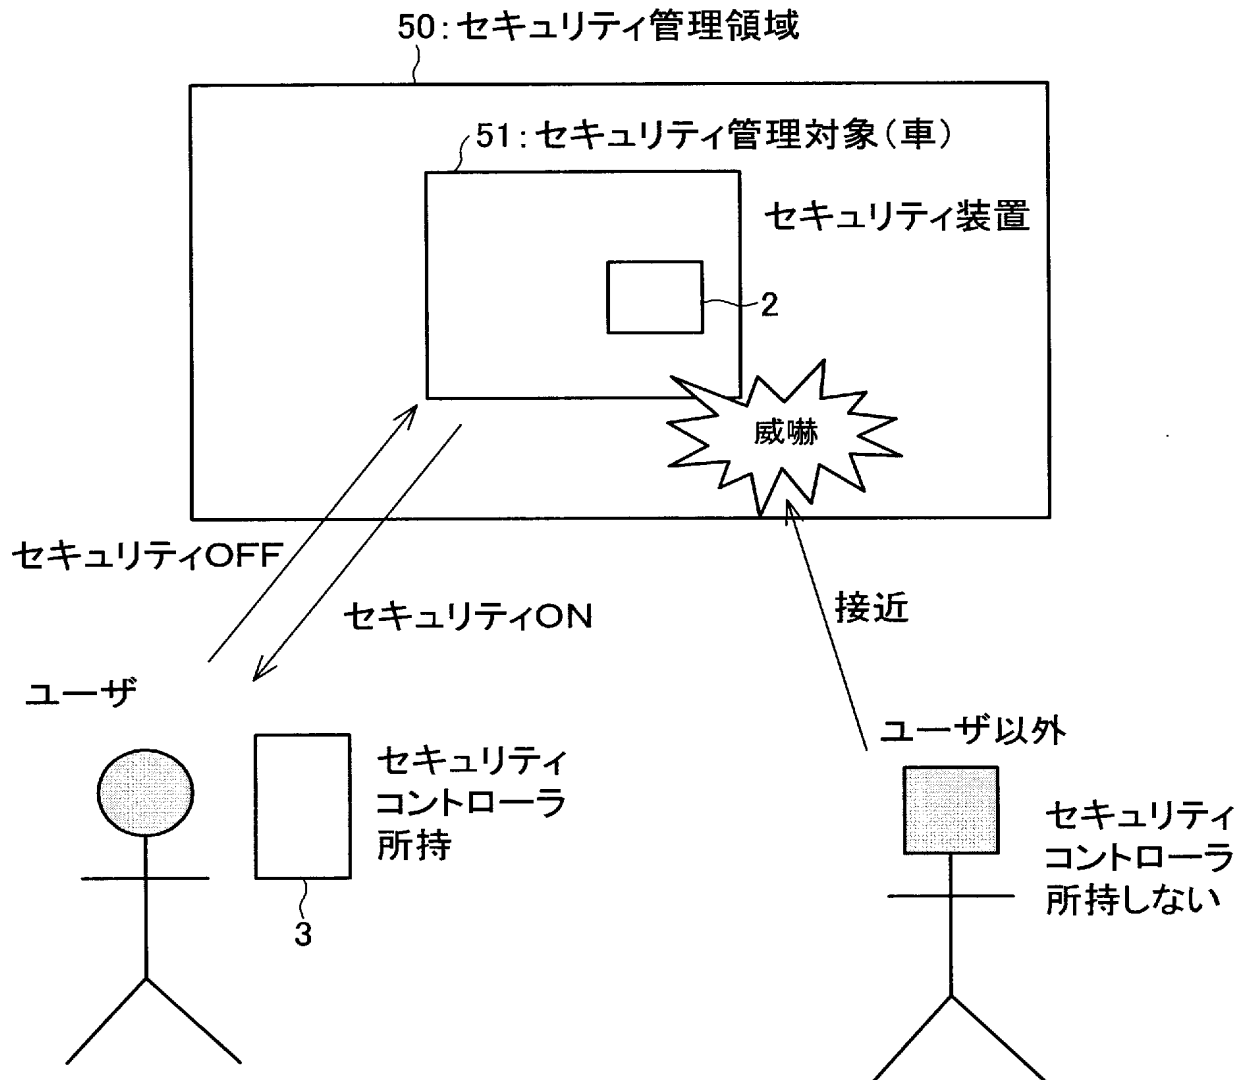 50:セキュリティ管理領域
51:セキュリティ管理対象(車)
セキュリティ装置
2
威嚇
セキュリティOFF
セキュリティON
接近
ユーザ
ユーザ以外
セキュリティ
コントローラ
所持
3
セキュリティ
コントローラ
所持しない